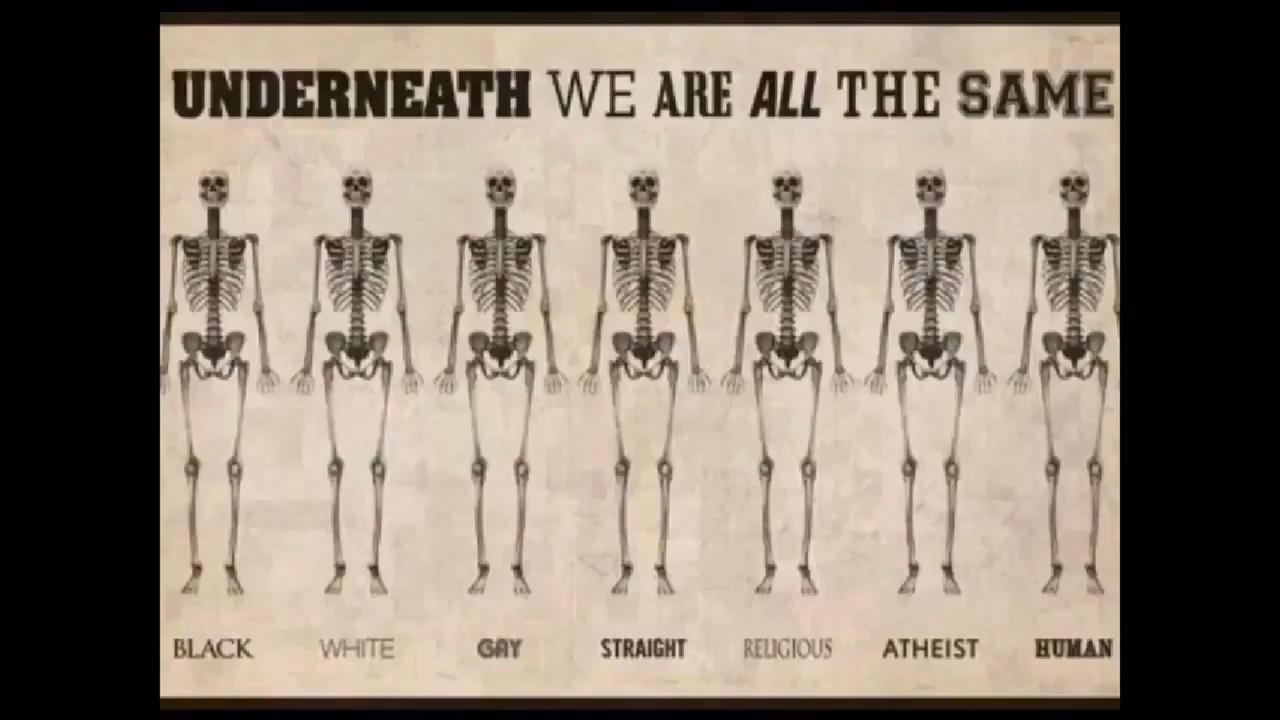 UNDERNEATH WE ARE ALL THE SAME
BLACK WHITE GAY STRAIGHT RELIGIOUS ATHEIST HUMAN